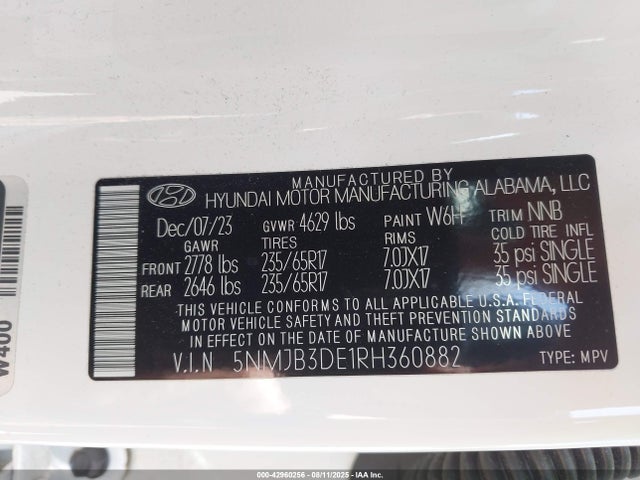 MANUFACTURED BY
HYUNDAI MOTOR MANUFACTURING ALABAMA, LLC
Dec/07/23 GVWR 4629 lbs PAINT W6H TRIM NNB
GAWR TIRES RIMS COLD TIRE INFL
FRONT 2778 lbs 235/65R17 7.0JX17 35 psi SINGLE
REAR 2646 lbs 235/65R17 7.0JX17 35 psi SINGLE
THIS VEHICLE CONFORMS TO ALL APPLICABLE U.S.A. FEDERAL
MOTOR VEHICLE SAFETY AND THEFT PREVENTION STANDARDS
IN EFFECT ON THE DATE OF MANUFACTURE SHOWN ABOVE.
V.I.N 5NMJB3DE1RH360882 TYPE: MPV
W400
000-42960256 - 08/11/2025 - IAA Inc.